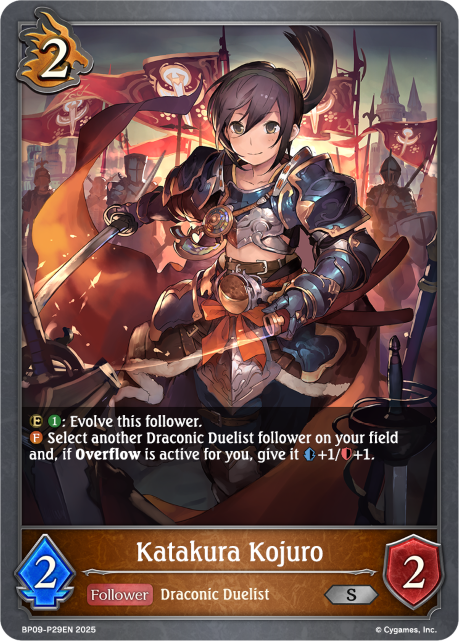 2
Katakura Kojuro
E 1: Evolve this follower.
F Select another Draconic Duelist follower on your field
and, if Overflow is active for you, give it +1/+1.
2
Follower Draconic Duelist
S
2
BP09-P29EN 2025
© Cygames, Inc.